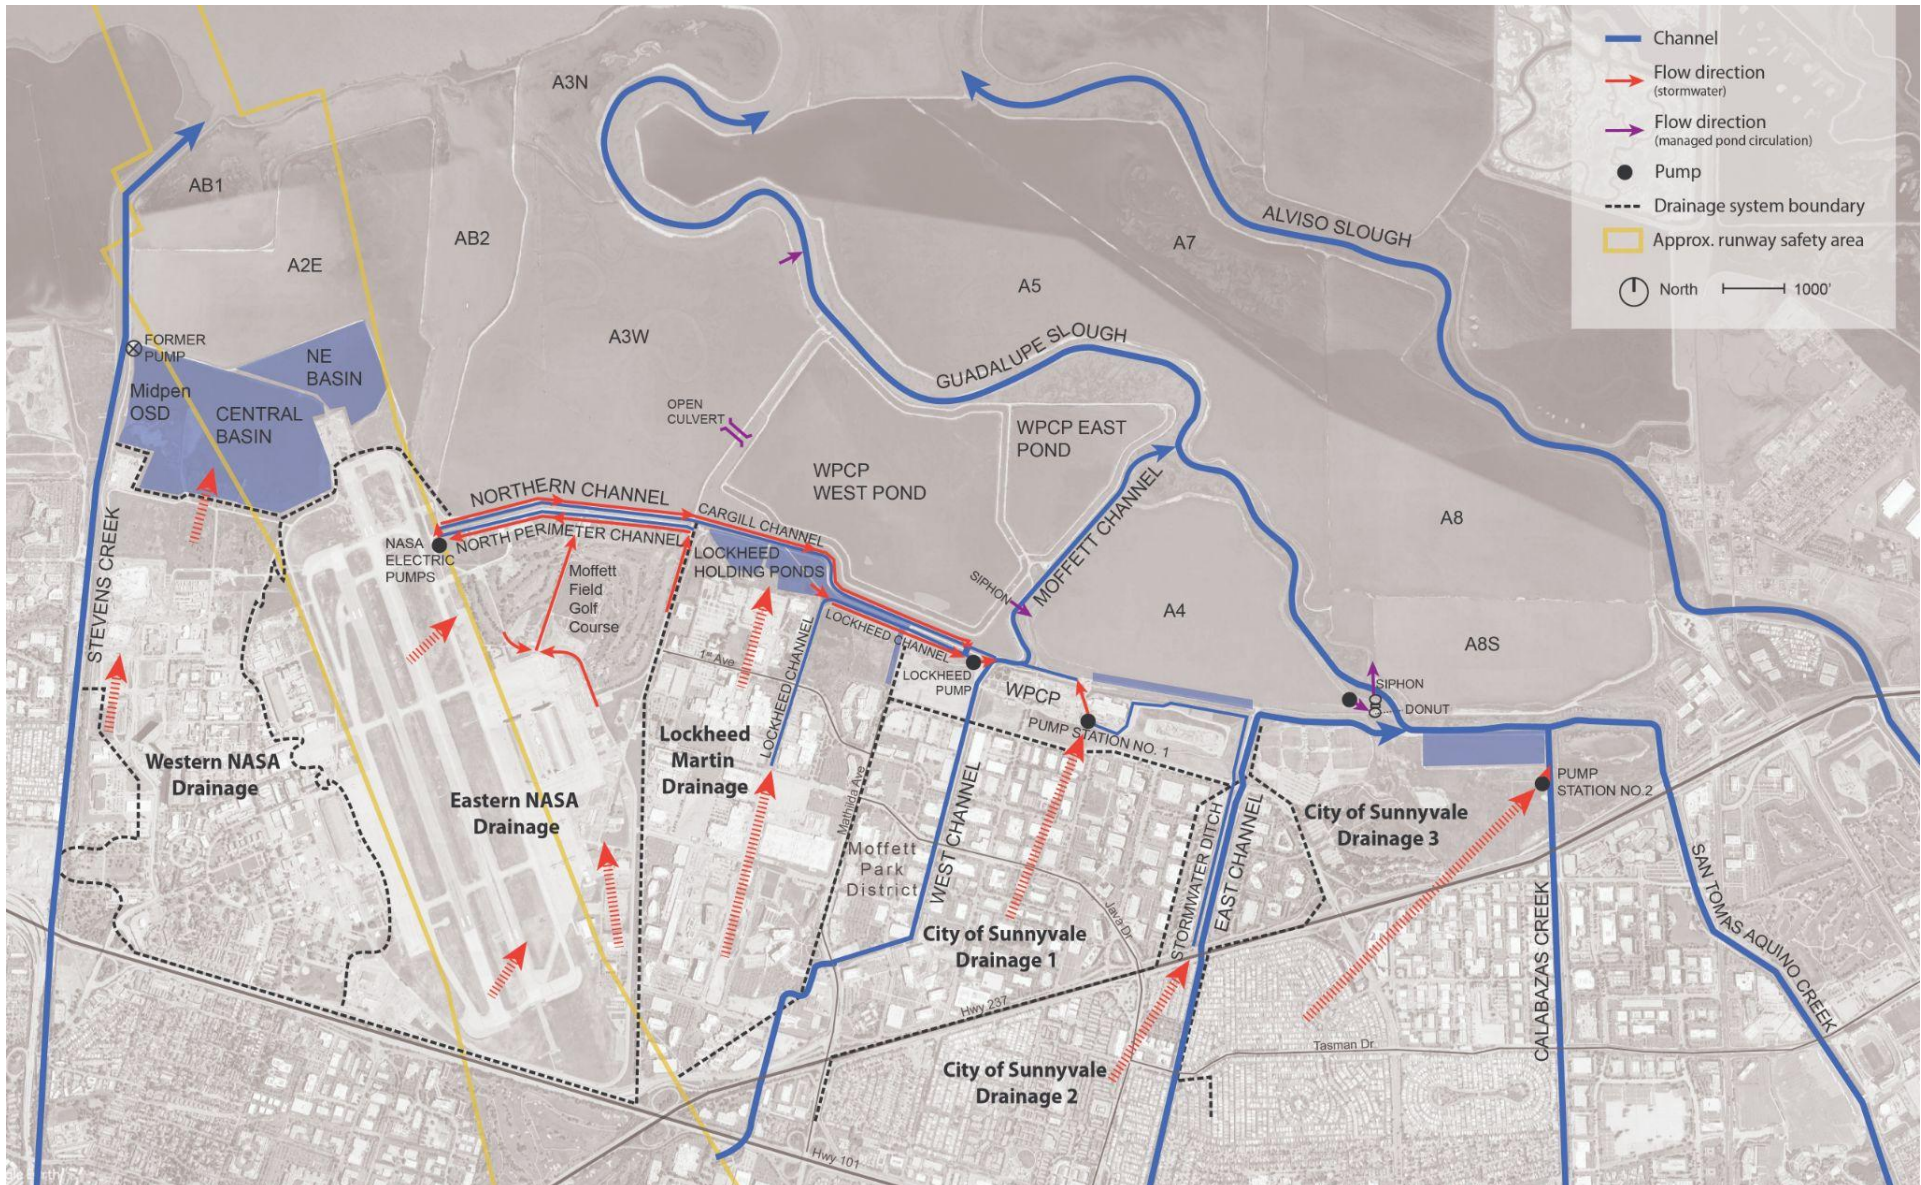 Channel
Flow direction
(stormwater)
Flow direction
(managed pond circulation)
Pump
Drainage system boundary
Approx. runway safety area
North
1000'
A3N
AB1
AB2
A2E
A7
ALVISO SLOUGH
A5
A3W
GUADALUPE SLOUGH
FORMER
PUMP
NE
BASIN
Midpen
OSD
CENTRAL
BASIN
OPEN
CULVERT
WPCP EAST
POND
WPCP
WEST POND
MOFFETT CHANNEL
A8
NORTHERN CHANNEL
CARGILL CHANNEL
NORTH PERIMETER CHANNEL
NASA
ELECTRIC
PUMPS
LOCKHEED
HOLDING PONDS
Moffett
Field
Golf
Course
SIPHON
A4
A8S
STEVENS CREEK
LOCKHEED CHANNEL
LOCKHEED CHANNEL
1st Ave
LOCKHEED
PUMP
WPCP
SIPHON
DONUT
PUMP STATION NO. 1
Lockheed
Martin
Drainage
Western NASA
Drainage
Eastern NASA
Drainage
Mathilda Ave
Moffett
Park
District
WEST CHANNEL
STORMWATER DITCH
EAST CHANNEL
City of Sunnyvale
Drainage 3
PUMP
STATION NO.2
Java Dr
City of Sunnyvale
Drainage 1
CALABAZAS CREEK
SAN TOMAS AQUINO CREEK
Hwy 237
Tasman Dr
City of Sunnyvale
Drainage 2
Hwy 101